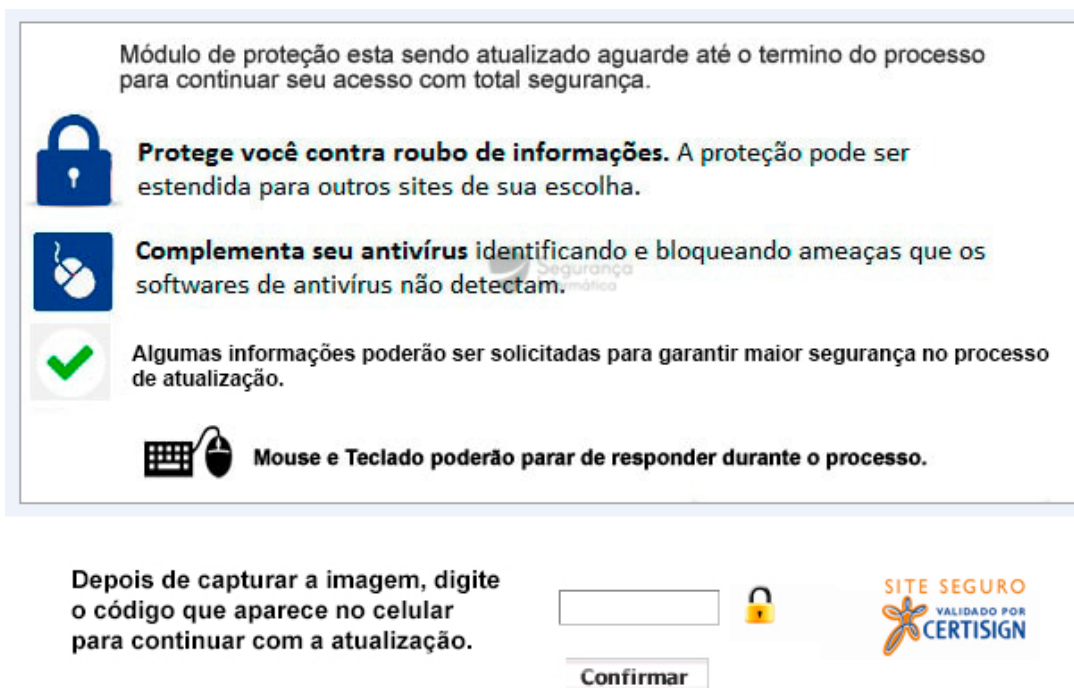 Módulo de proteção esta sendo atualizado aguarde até o termino do processo
para continuar seu acesso com total segurança.
Protege você contra roubo de informações. A proteção pode ser
estendida para outros sites de sua escolha.
Complementa seu antivírus identificando e bloqueando ameaças que os
softwares de antivírus não detectam.
Segurança
Informática
Algumas informações poderão ser solicitadas para garantir maior segurança no processo
de atualização.
Mouse e Teclado poderão parar de responder durante o processo.
Depois de capturar a imagem, digite
o código que aparece no celular
para continuar com a atualização.
Confirmar
SITE SEGURO
VALIDADO POR
CERTISIGN